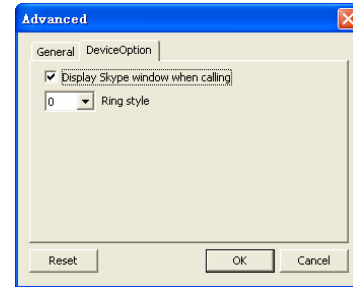 Advanced
General DeviceOption
Display Skype window when calling
0 Ring style
Reset OK Cancel